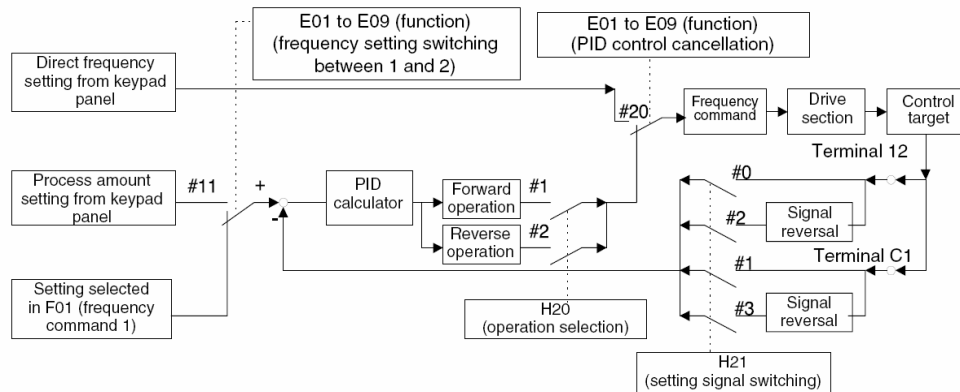 E01 to E09 (function)
(frequency setting switching
between 1 and 2)
E01 to E09 (function)
(PID control cancellation)
Direct frequency
setting from keypad
panel
#20
Frequency
command
Drive
section
Control
target
Terminal 12
Process amount
setting from keypad
panel
#11
+
-
PID
calculator
Forward
operation
#1
Reverse
operation
#2
#0
#2
Signal
reversal
Terminal C1
#1
#3
Signal
reversal
Setting selected
in F01 (frequency
command 1)
H20
(operation selection)
H21
(setting signal switching)